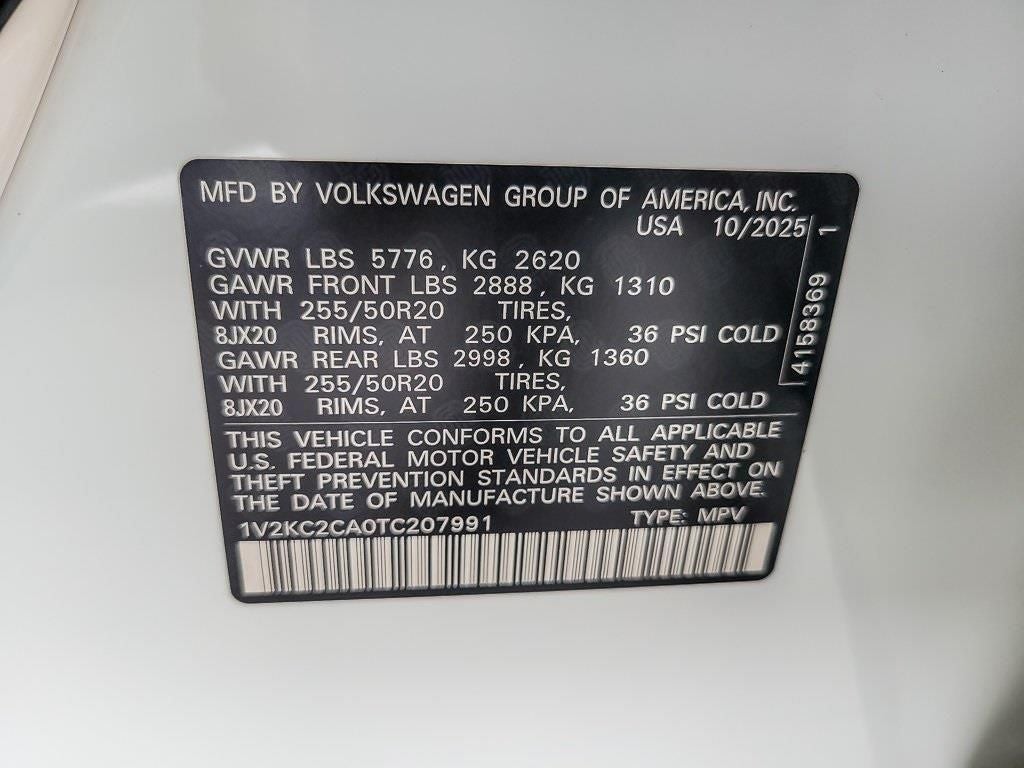 MFD BY VOLKSWAGEN GROUP OF AMERICA, INC.
USA 10/2025
GVWR LBS 5776, KG 2620
GAWR FRONT LBS 2888, KG 1310
WITH 255/50R20 TIRES,
8JX20 RIMS, AT 250 KPA, 36 PSI COLD
GAWR REAR LBS 2998, KG 1360
WITH 255/50R20 TIRES,
8JX20 RIMS, AT 250 KPA, 36 PSI COLD
THIS VEHICLE CONFORMS TO ALL APPLICABLE
U.S. FEDERAL MOTOR VEHICLE SAFETY AND
THEFT PREVENTION STANDARDS IN EFFECT ON
THE DATE OF MANUFACTURE SHOWN ABOVE.
1V2KC2CA0TC207991 TYPE: MPV
4158369 1